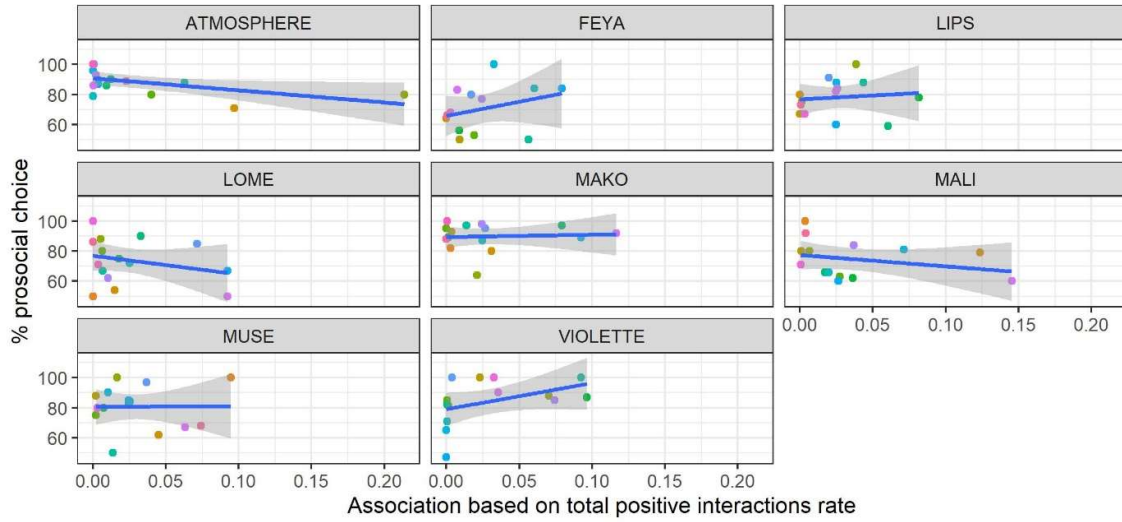 ATMOSPHERE FEYA LIPS
100
80
60
LOME MAKO MALI
100
80
60
0.00 0.05 0.10 0.15 0.20
MUSE VIOLETTE
100
80
60
0.00 0.05 0.10 0.15 0.20 0.00 0.05 0.10 0.15 0.20
% prosocial choice
Association based on total positive interactions rate